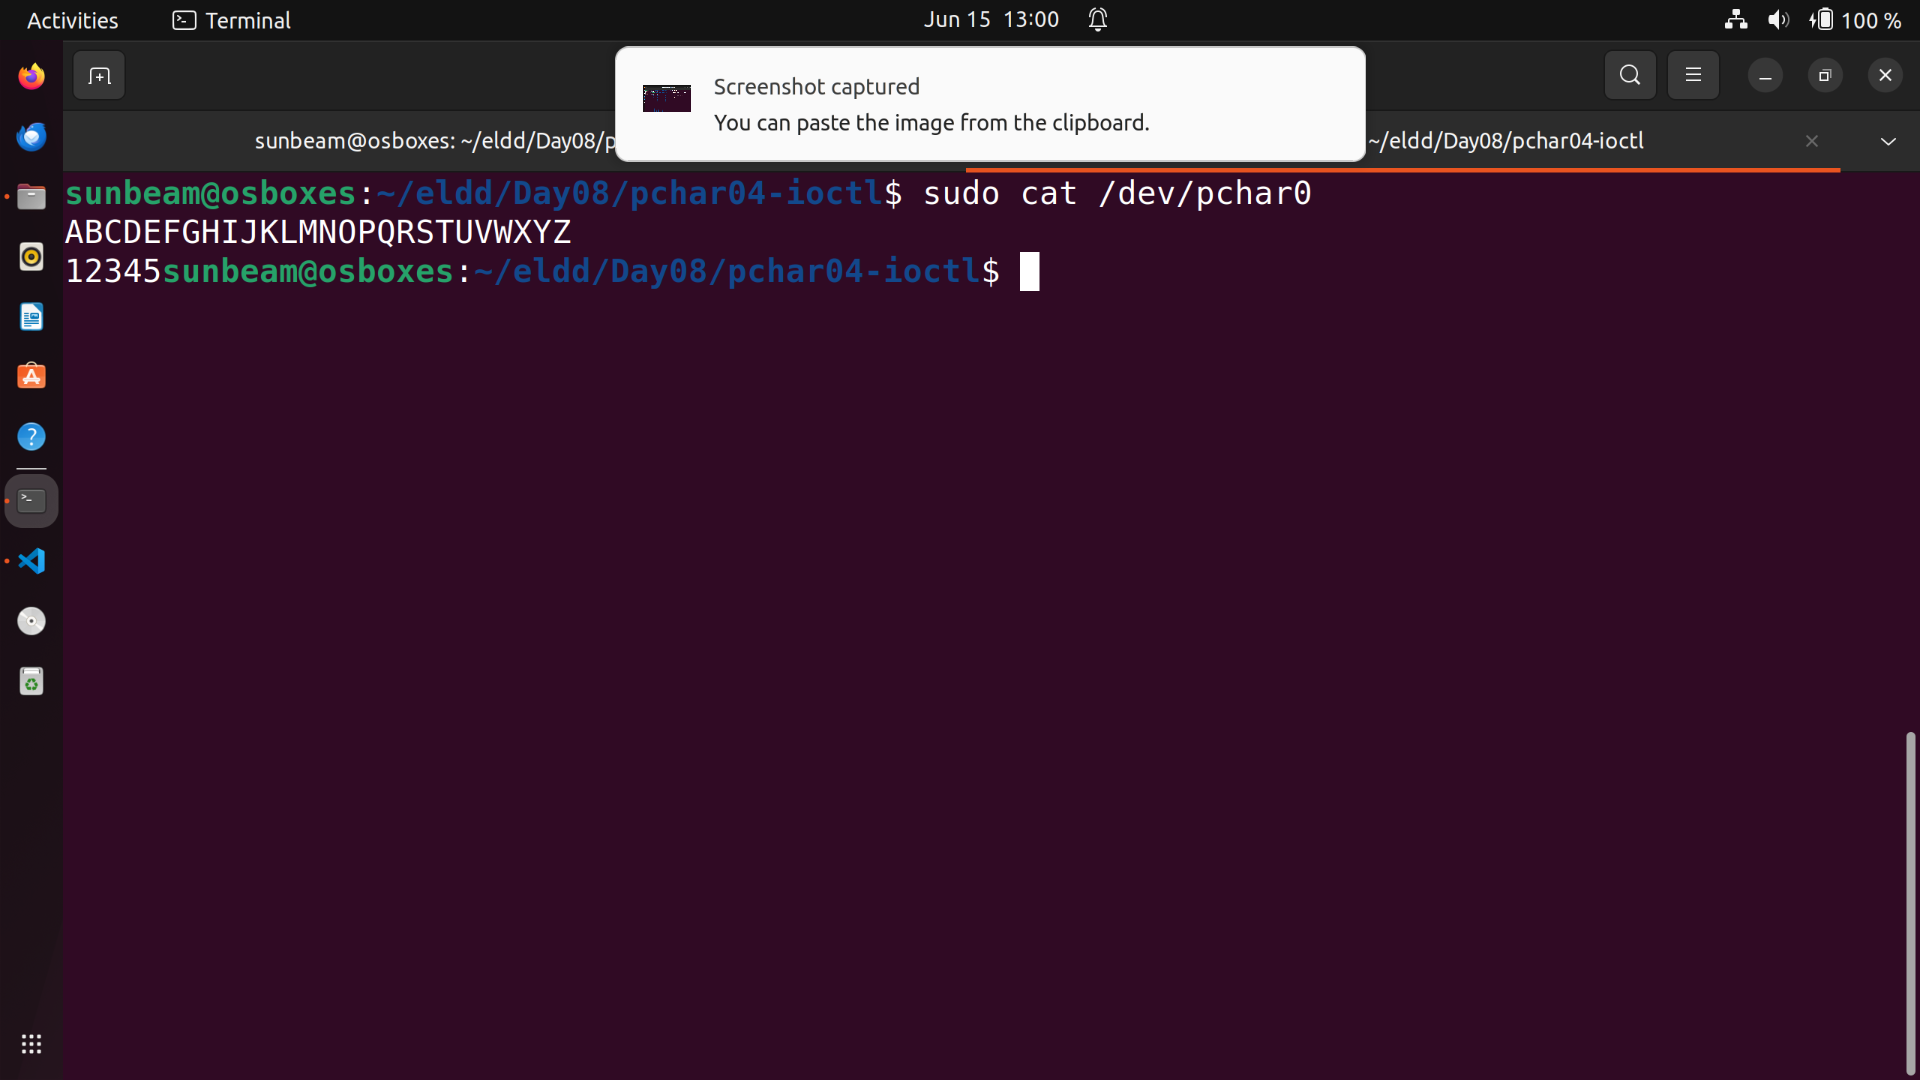 Activities Terminal Jun 15 13:00 100 %
Screenshot captured
You can paste the image from the clipboard.
sunbeam@osboxes: ~/eldd/Day08/p ~/eldd/Day08/pchar04-ioctl
sunbeam@osboxes:~/eldd/Day08/pchar04-ioctl$ sudo cat /dev/pchar0
ABCDEFGHIJKLMNOPQRSTUVWXYZ
12345sunbeam@osboxes:~/eldd/Day08/pchar04-ioctl$